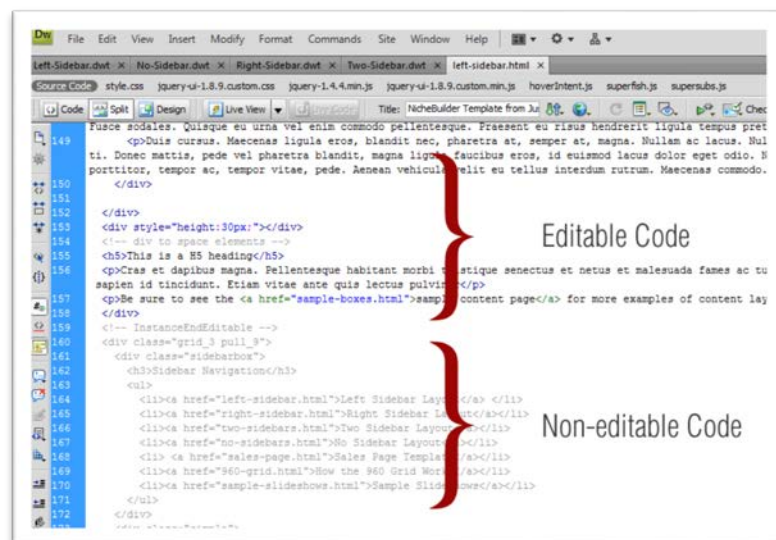 Dw File Edit View Insert Modify Format Commands Site Window Help
Left-Sidebar.dwt × No-Sidebar.dwt × Right-Sidebar.dwt × Two-Sidebar.dwt × left-sidebar.html ×
Source Code style.css jquery-ui-1.8.9.custom.css jquery-1.4.4.min.js jquery-ui-1.8.9.custom.min.js hoverIntent.js superfish.js supersubs.js
Code Split Design Live View Live Code Title: NicheBuilder Template from Jus Chec
Fusce sodales. Quisque eu urna vel enim commodo pellentesque. Praesent eu risus hendrerit ligula tempus pret
149 <p>Duis cursus. Maecenas ligula eros, blandit nec, pharetra at, semper at, magna. Nullam ac lacus. Nul
ti. Donec mattis, pede vel pharetra blandit, magna ligula faucibus eros, id euismod lacus dolor eget odio. N
porttitor, tempor ac, tempor vitae, pede. Aenean vehicula velit eu tellus interdum rutrum. Maecenas commodo.
150 </div>
151
152 </div>
153 <div style="height:30px;"></div>
Editable Code
154 <!-- div to space elements -->
155 <h5>This is a H5 heading</h5>
156 <p>Cras et dapibus magna. Pellentesque habitant morbi tristique senectus et netus et malesuada fames ac tu
sapien id tincidunt. Etiam vitae ante quis lectus pulvinar</p>
157 <p>Be sure to see the <a href="sample-boxes.html">sample content page</a> for more examples of content lay
158 </div>
159 <!-- InstanceEndEditable -->
160 <div class="grid_3 pull_9">
161 <div class="sidebarbox">
162 <h3>Sidebar Navigation</h3>
163 <ul>
164 <li><a href="left-sidebar.html">Left Sidebar Layout</a> </li>
165 <li><a href="right-sidebar.html">Right Sidebar Layout</a></li>
166 <li><a href="two-sidebars.html">Two Sidebar Layout</a></li>
Non-editable Code
167 <li><a href="no-sidebars.html">No Sidebar Layout</a></li>
168 <li> <a href="sales-page.html">Sales Page Template</a></li>
169 <li><a href="960-grid.html">How the 960 Grid Works</a></li>
170 <li><a href="sample-slideshows.html">Sample Slideshows</a></li>
171 </ul>
172 </div>
173 <div class="simple">